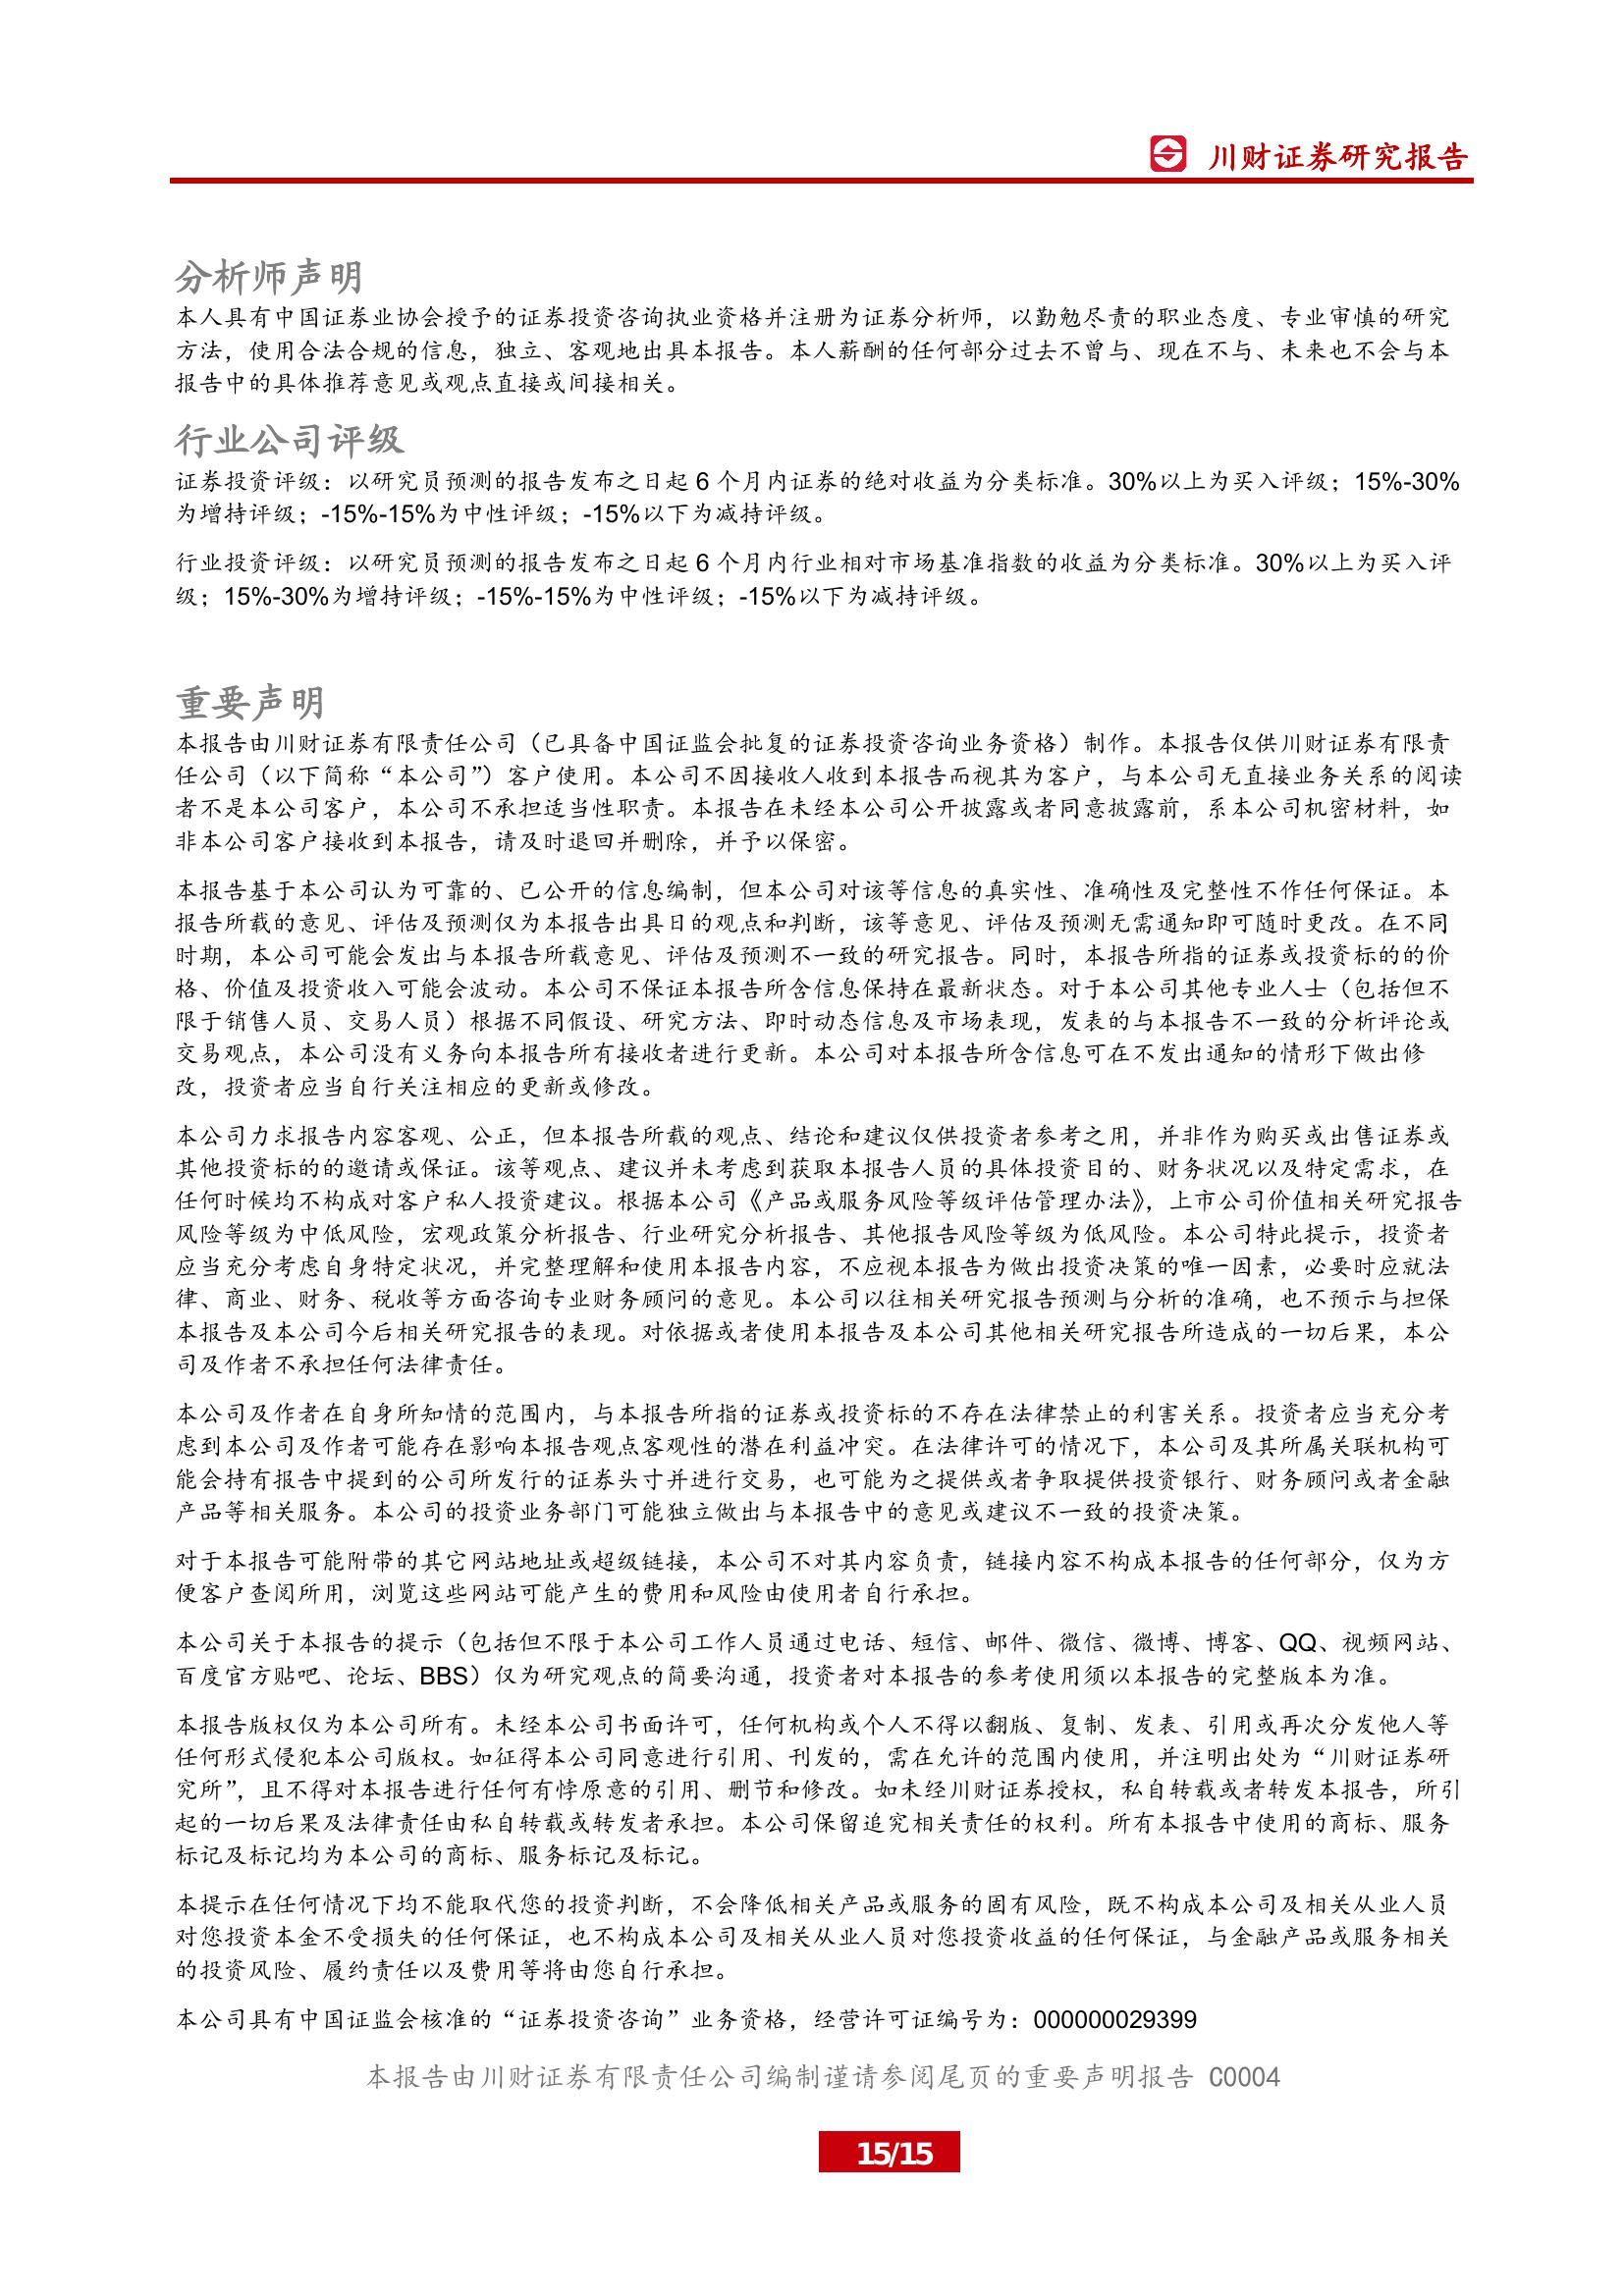 川财证券研究报告
分析师声明
本人具有中国证券业协会授予的证券投资咨询执业资格并注册为证券分析师，以勤勉尽责的职业态度、专业审慎的研究
方法，使用合法合规的信息，独立、客观地出具本报告。本人薪酬的任何部分过去不曾与、现在不与、未来也不会与本
报告中的具体推荐意见或观点直接或间接相关。
行业公司评级
证券投资评级：以研究员预测的报告发布之日起 6 个月内证券的绝对收益为分类标准。30%以上为买入评级；15%-30%
为增持评级；-15%-15%为中性评级；-15%以下为减持评级。
行业投资评级：以研究员预测的报告发布之日起 6 个月内行业相对市场基准指数的收益为分类标准。30%以上为买入评
级；15%-30%为增持评级；-15%-15%为中性评级；-15%以下为减持评级。
重要声明
本报告由川财证券有限责任公司（已具备中国证监会批复的证券投资咨询业务资格）制作。本报告仅供川财证券有限责
任公司（以下简称“本公司”）客户使用。本公司不因接收人收到本报告而视其为客户，与本公司无直接业务关系的阅读
者不是本公司客户，本公司不承担适当性职责。本报告在未经本公司公开披露或者同意披露前，系本公司机密材料，如
非本公司客户接收到本报告，请及时退回并删除，并予以保密。
本报告基于本公司认为可靠的、已公开的信息编制，但本公司对该等信息的真实性、准确性及完整性不作任何保证。本
报告所载的意见、评估及预测仅为本报告出具日的观点和判断，该等意见、评估及预测无需通知即可随时更改。在不同
时期，本公司可能会发出与本报告所载意见、评估及预测不一致的研究报告。同时，本报告所指的证券或投资标的的价
格、价值及投资收入可能会波动。本公司不保证本报告所含信息保持在最新状态。对于本公司其他专业人士（包括但不
限于销售人员、交易人员）根据不同假设、研究方法、即时动态信息及市场表现，发表的与本报告不一致的分析评论或
交易观点，本公司没有义务向本报告所有接收者进行更新。本公司对本报告所含信息可在不发出通知的情形下做出修
改，投资者应当自行关注相应的更新或修改。
本公司力求报告内容客观、公正，但本报告所载的观点、结论和建议仅供投资者参考之用，并非作为购买或出售证券或
其他投资标的的邀请或保证。该等观点、建议并未考虑到获取本报告人员的具体投资目的、财务状况以及特定需求，在
任何时候均不构成对客户私人投资建议。根据本公司《产品或服务风险等级评估管理办法》，上市公司价值相关研究报告
风险等级为中低风险，宏观政策分析报告、行业研究分析报告、其他报告风险等级为低风险。本公司特此提示，投资者
应当充分考虑自身特定状况，并完整理解和使用本报告内容，不应视本报告为做出投资决策的唯一因素，必要时应就法
律、商业、财务、税收等方面咨询专业财务顾问的意见。本公司以往相关研究报告预测与分析的准确，也不预示与担保
本报告及本公司今后相关研究报告的表现。对依据或者使用本报告及本公司其他相关研究报告所造成的一切后果，本公
司及作者不承担任何法律责任。
本公司及作者在自身所知情的范围内，与本报告所指的证券或投资标的不存在法律禁止的利害关系。投资者应当充分考
虑到本公司及作者可能存在影响本报告观点客观性的潜在利益冲突。在法律许可的情况下，本公司及其所属关联机构可
能会持有报告中提到的公司所发行的证券头寸并进行交易，也可能为之提供或者争取提供投资银行、财务顾问或者金融
产品等相关服务。本公司的投资业务部门可能独立做出与本报告中的意见或建议不一致的投资决策。
对于本报告可能附带的其它网站地址或超级链接，本公司不对其内容负责，链接内容不构成本报告的任何部分，仅为方
便客户查阅所用，浏览这些网站可能产生的费用和风险由使用者自行承担。
本公司关于本报告的提示（包括但不限于本公司工作人员通过电话、短信、邮件、微信、微博、博客、QQ、视频网站、
百度官方贴吧、论坛、BBS）仅为研究观点的简要沟通，投资者对本报告的参考使用须以本报告的完整版本为准。
本报告版权仅为本公司所有。未经本公司书面许可，任何机构或个人不得以翻版、复制、发表、引用或再次分发他人等
任何形式侵犯本公司版权。如征得本公司同意进行引用、刊发的，需在允许的范围内使用，并注明出处为“川财证券研
究所”，且不得对本报告进行任何有悖原意的引用、删节和修改。如未经川财证券授权，私自转载或者转发本报告，所引
起的一切后果及法律责任由私自转载或转发者承担。本公司保留追究相关责任的权利。所有本报告中使用的商标、服务
标记及标记均为本公司的商标、服务标记及标记。
本提示在任何情况下均不能取代您的投资判断，不会降低相关产品或服务的固有风险，既不构成本公司及相关从业人员
对您投资本金不受损失的任何保证，也不构成本公司及相关从业人员对您投资收益的任何保证，与金融产品或服务相关
的投资风险、履约责任以及费用等将由您自行承担。
本公司具有中国证监会核准的“证券投资咨询”业务资格，经营许可证编号为：000000029399
本报告由川财证券有限责任公司编制谨请参阅尾页的重要声明报告 C0004
15/15